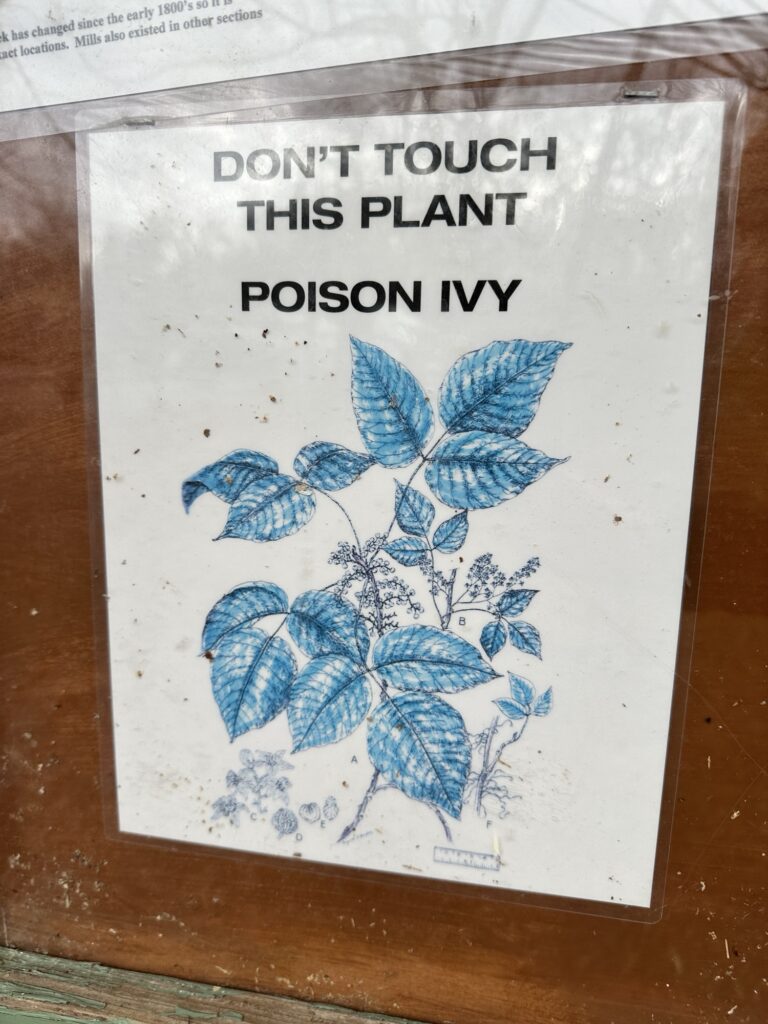 k has changed since the early 1800's so it is
act locations. Mills also existed in other sections
DON'T TOUCH
THIS PLANT
POISON IVY
B
A
E
D
F